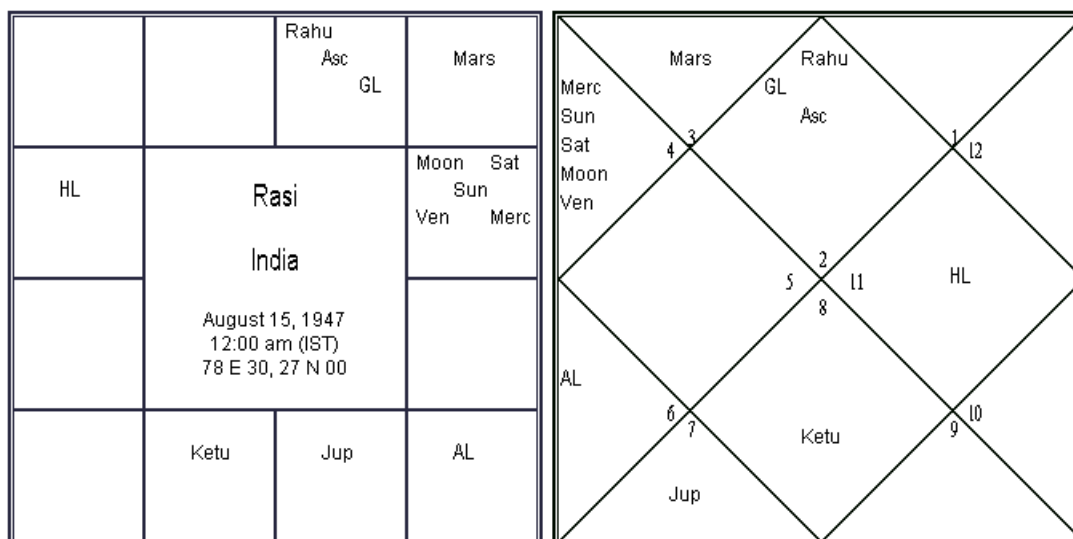 Rahu
Asc
GL
Mars
HL
Moon Sat
Sun
Ven Merc
Rasi
India
August 15, 1947
12:00 am (IST)
78 E 30, 27 N 00
Ketu
Jup
AL
Mars
Rahu
GL
Asc
Merc
Sun
Sat
Moon
Ven
3
4
1
12
2
5
11
8
HL
AL
6
7
10
9
Ketu
Jup